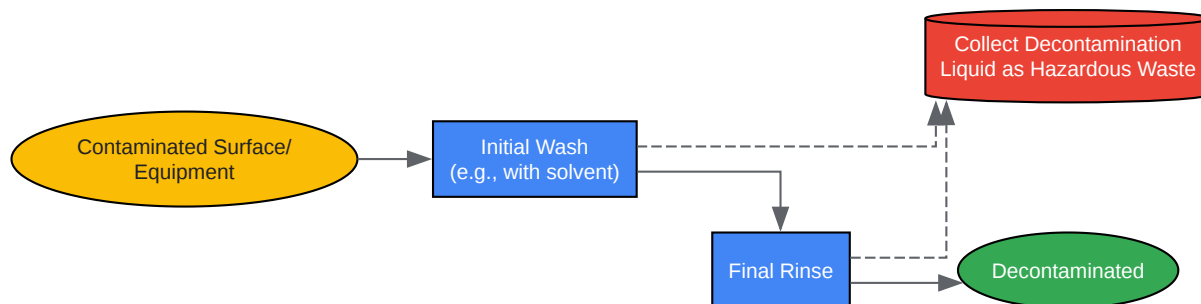 Collect Decontamination
Liquid as Hazardous Waste
Contaminated Surface/
Equipment
Initial Wash
(e.g., with solvent)
Final Rinse
Decontaminated